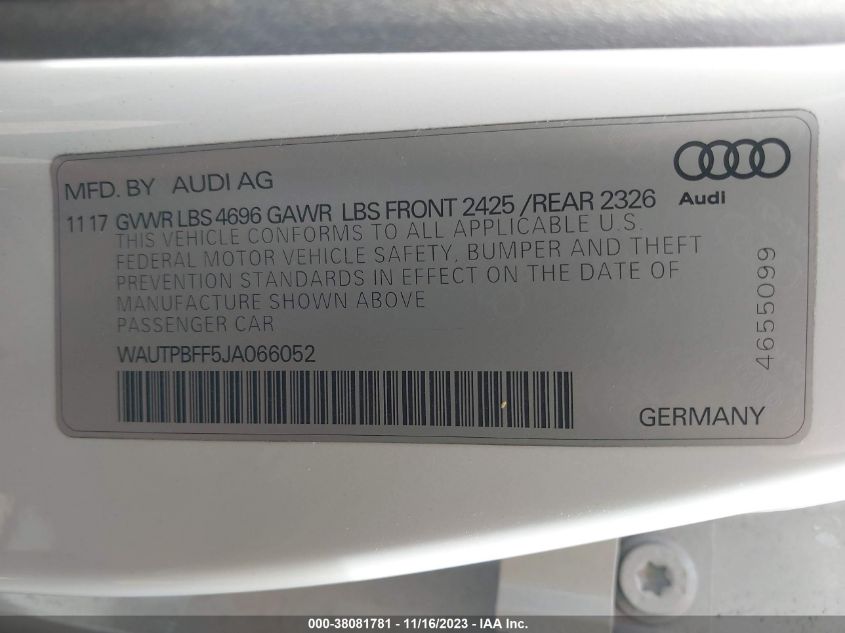 MFD. BY AUDI AG
Audi
11 17 GVWR LBS 4696 GAWR LBS FRONT 2425 /REAR 2326
THIS VEHICLE CONFORMS TO ALL APPLICABLE U.S.
FEDERAL MOTOR VEHICLE SAFETY, BUMPER AND THEFT
PREVENTION STANDARDS IN EFFECT ON THE DATE OF
MANUFACTURE SHOWN ABOVE
PASSENGER CAR
WAUTPBFF5JA066052
4655099
GERMANY
000-38081781 - 11/16/2023 - IAA Inc.